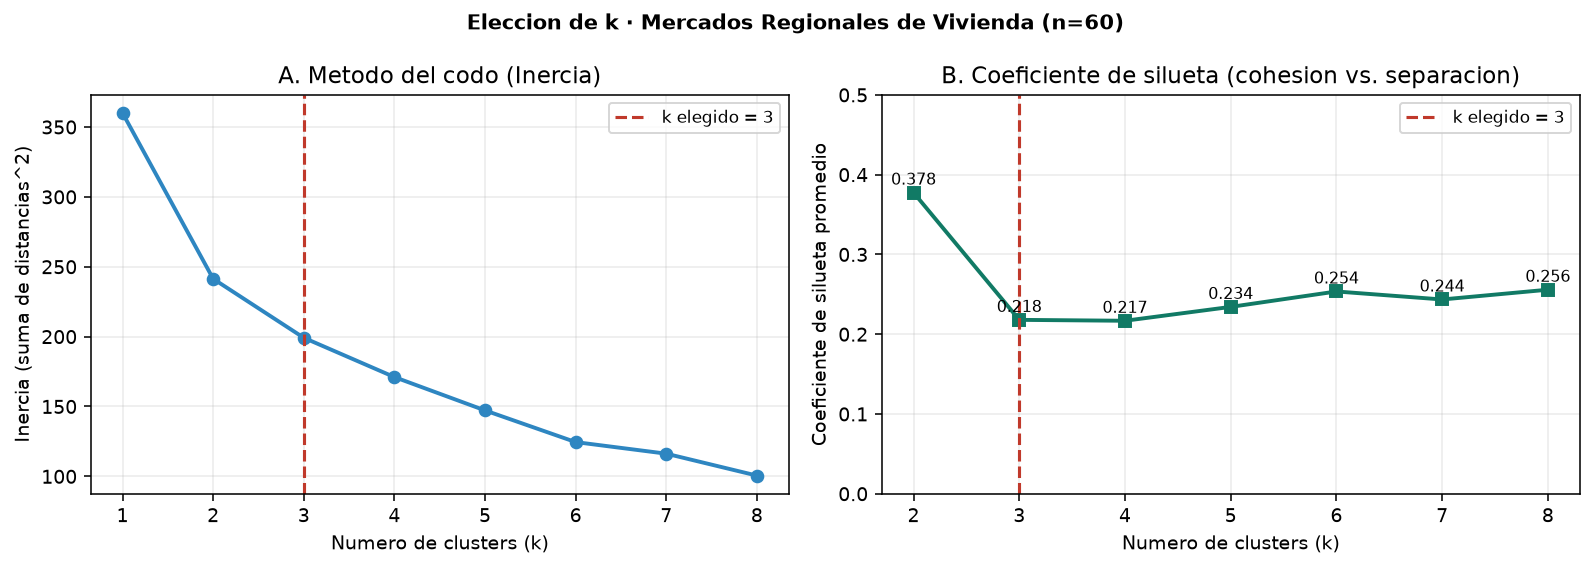 Eleccion de k · Mercados Regionales de Vivienda (n=60)
A. Metodo del codo (Inercia)
Inercia (suma de distancias^2)
350
300
250
200
150
100
k elegido = 3
1 2 3 4 5 6 7 8
Numero de clusters (k)
B. Coeficiente de silueta (cohesion vs. separacion)
Coeficiente de silueta promedio
0.5
0.4
0.3
0.2
0.1
0.0
k elegido = 3
0.378
0.218
0.217
0.234
0.254
0.244
0.256
2 3 4 5 6 7 8
Numero de clusters (k)